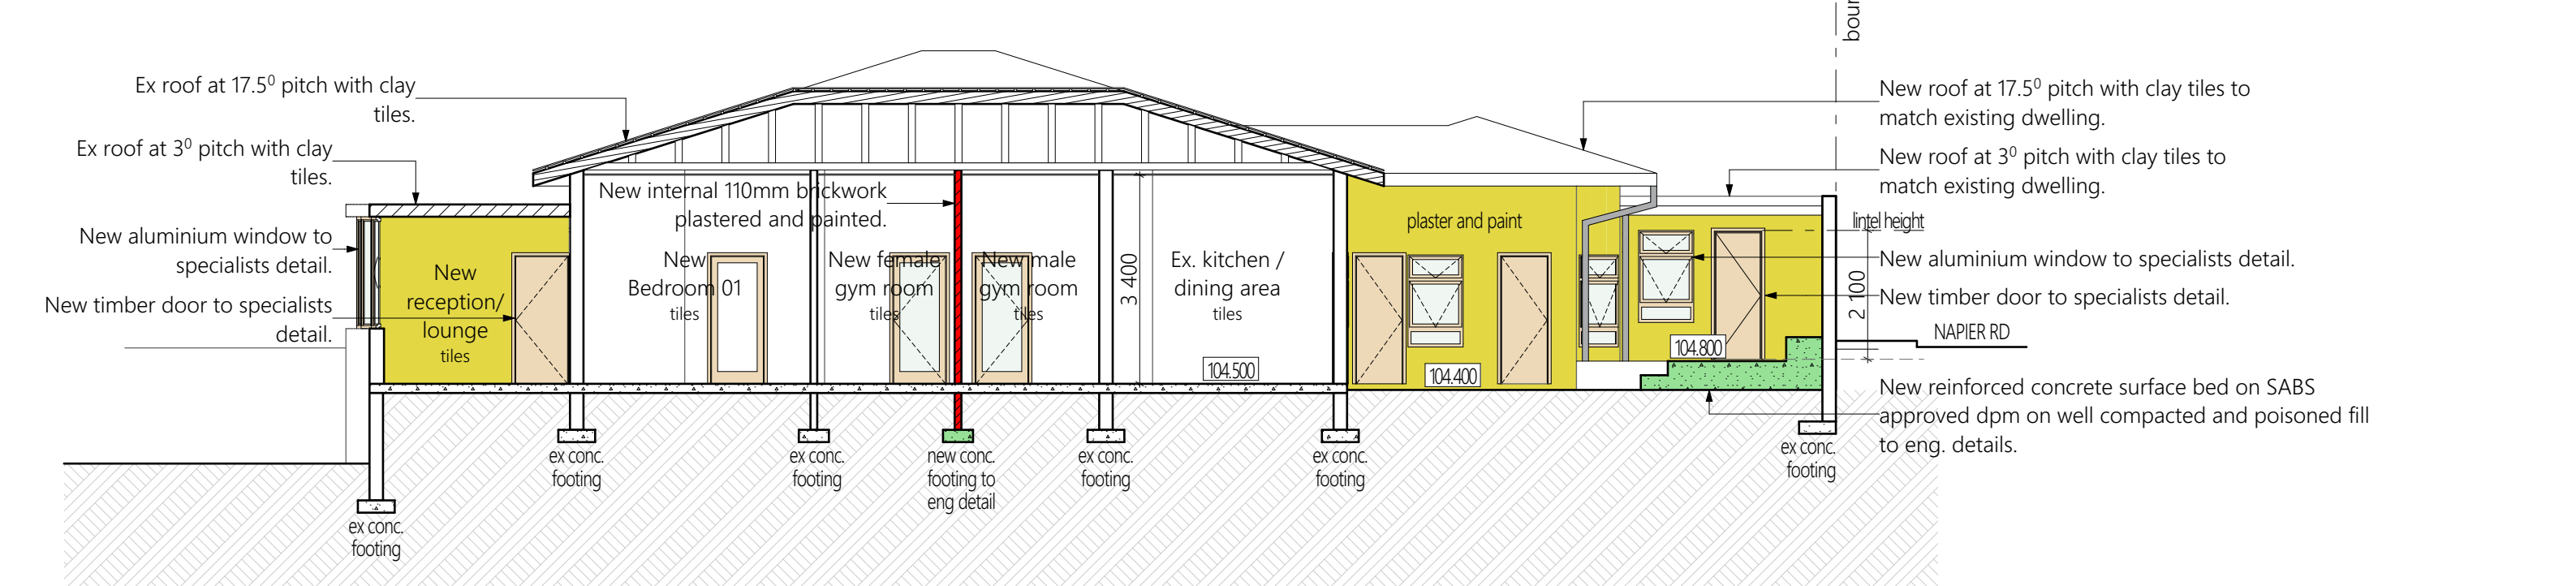 Ex roof at 17.5⁰ pitch with clay
tiles.
Ex roof at 3⁰ pitch with clay
tiles.
New aluminium window to
specialists detail.
New timber door to specialists
detail.
New
reception/
lounge
tiles
New internal 110mm brickwork
plastered and painted.
New
Bedroom 01
tiles
New female
gym room
tiles
New male
gym room
tiles
3 400
Ex. kitchen /
dining area
tiles
104.500
plaster and paint
104.400
104.800
lintel height
2 100
NAPIER RD
New roof at 17.5⁰ pitch with clay tiles to
match existing dwelling.
New roof at 3⁰ pitch with clay tiles to
match existing dwelling.
New aluminium window to specialists detail.
New timber door to specialists detail.
New reinforced concrete surface bed on SABS
approved dpm on well compacted and poisoned fill
to eng. details.
ex conc.
footing
ex conc.
footing
ex conc.
footing
new conc.
footing to
eng detail
ex conc.
footing
ex conc.
footing
ex conc.
footing